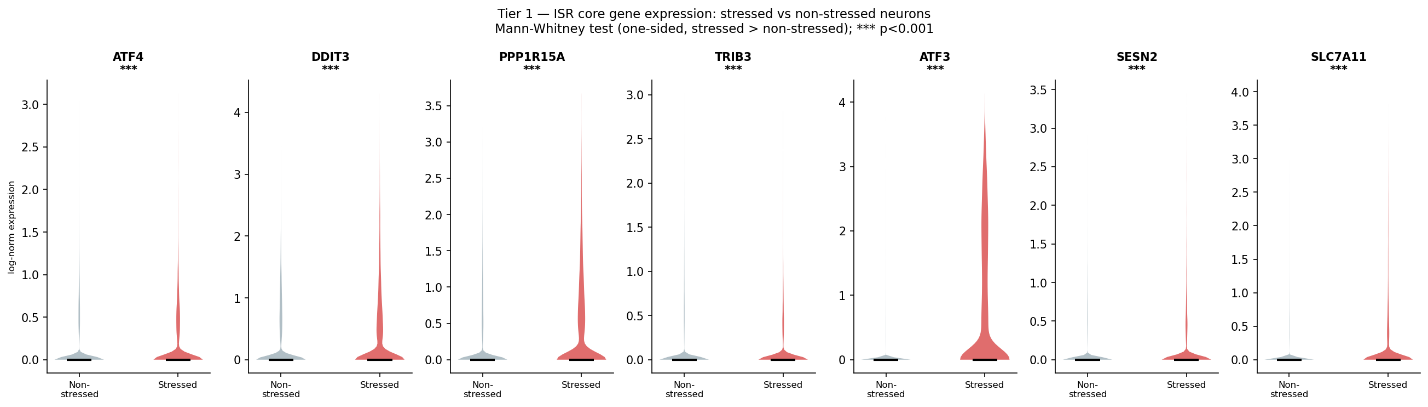 Tier 1 — ISR core gene expression: stressed vs non-stressed neurons
Mann-Whitney test (one-sided, stressed > non-stressed); *** p<0.001
ATF4
***
DDIT3
***
PPP1R15A
***
TRIB3
***
ATF3
***
SESN2
***
SLC7A11
***
log-norm expression
3.0
2.5
2.0
1.5
1.0
0.5
0.0
Non-
stressed
Stressed
4
3
2
1
0
Non-
stressed
Stressed
3.5
3.0
2.5
2.0
1.5
1.0
0.5
0.0
Non-
stressed
Stressed
3.0
2.5
2.0
1.5
1.0
0.5
0.0
Non-
stressed
Stressed
4
3
2
1
0
Non-
stressed
Stressed
3.5
3.0
2.5
2.0
1.5
1.0
0.5
0.0
Non-
stressed
Stressed
4.0
3.5
3.0
2.5
2.0
1.5
1.0
0.5
0.0
Non-
stressed
Stressed